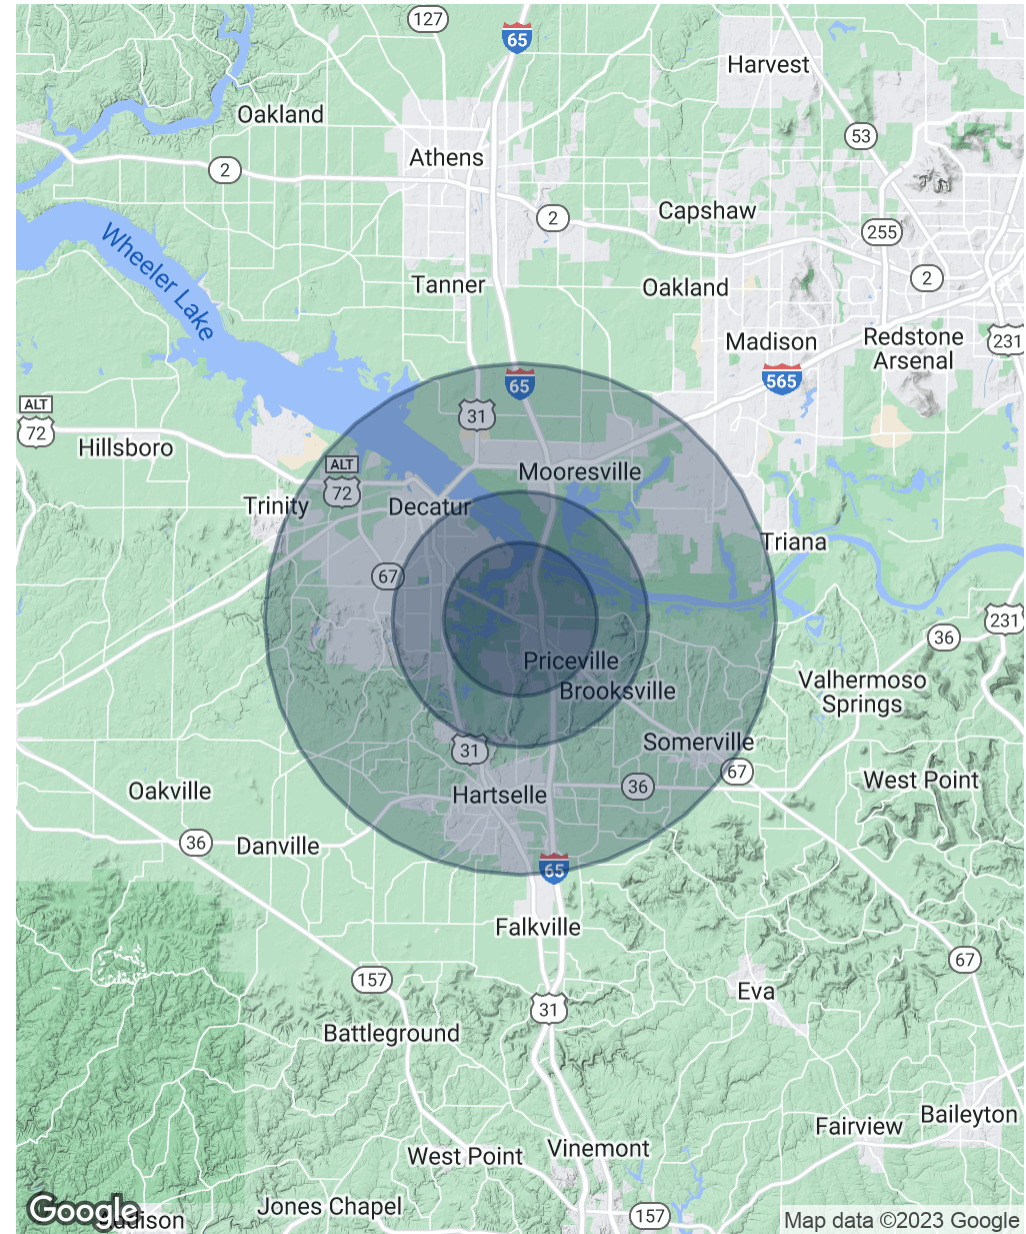 127
65
Harvest
Oakland
53
Athens
2
Capshaw
2
255
Wheeler Lake
2
Tanner
Oakland
Madison
Redstone
Arsenal
231
565
65
ALT
72
31
Hillsboro
ALT
72
Mooresville
Trinity
Decatur
Triana
67
231
36
Priceville
Brooksville
Valhermoso
Springs
31
Somerville
67
West Point
36
Oakville
Hartselle
36
Danville
65
Falkville
67
157
Eva
31
Battleground
Baileyton
Fairview
West Point
Vinemont
Jones Chapel
Google
157
Map data ©2023 Google